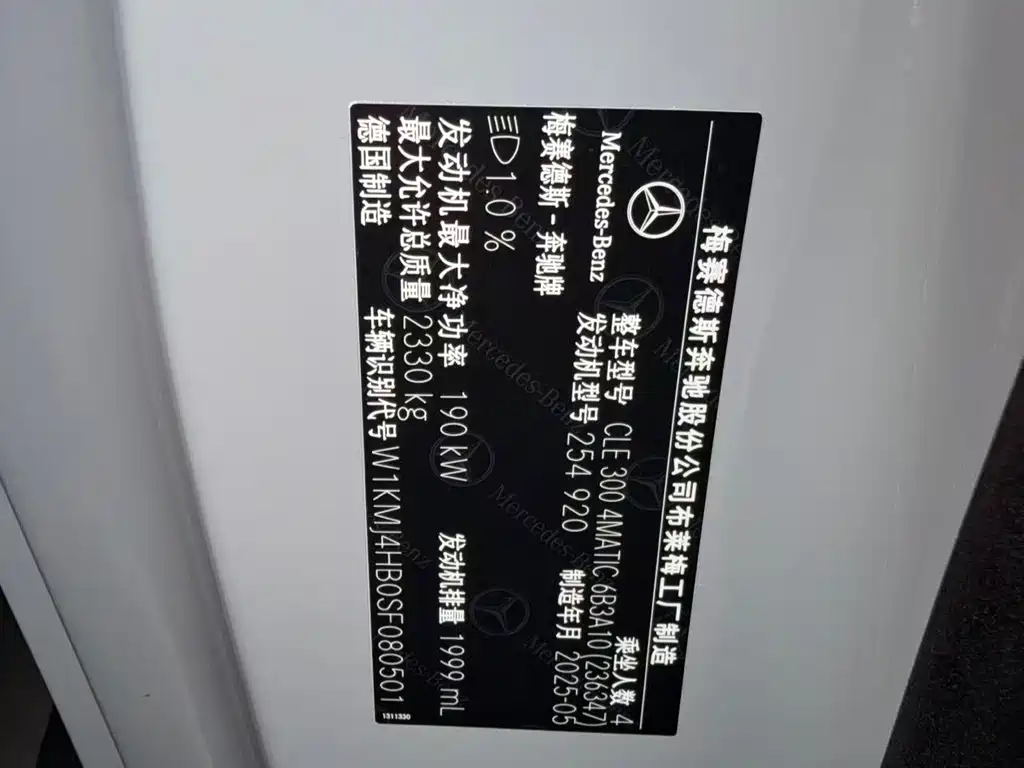 梅赛德斯奔驰股份公司布莱梅工厂制造
Mercedes-Benz
整车型号 CLE 300 4MATIC 6B3A10 (236347)
乘坐人数 4
梅赛德斯-奔驰牌
发动机型号 254 920
制造年月 2025-05
1.0 %
发动机最大净功率 190 kW
发动机排量 1999 mL
最大允许总质量 2330 kg
德国制造
车辆识别代号 W1KMJ4HB0SF080501
1311330